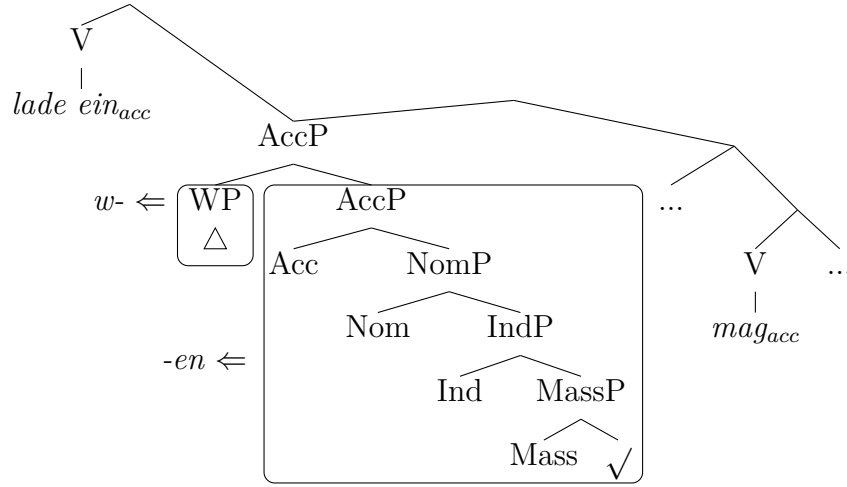 V
lade ein_acc
AccP
w- ⇐ WP AccP ...
Acc NomP V ...
Nom IndP mag_acc
-en ⇐
Ind MassP
Mass √